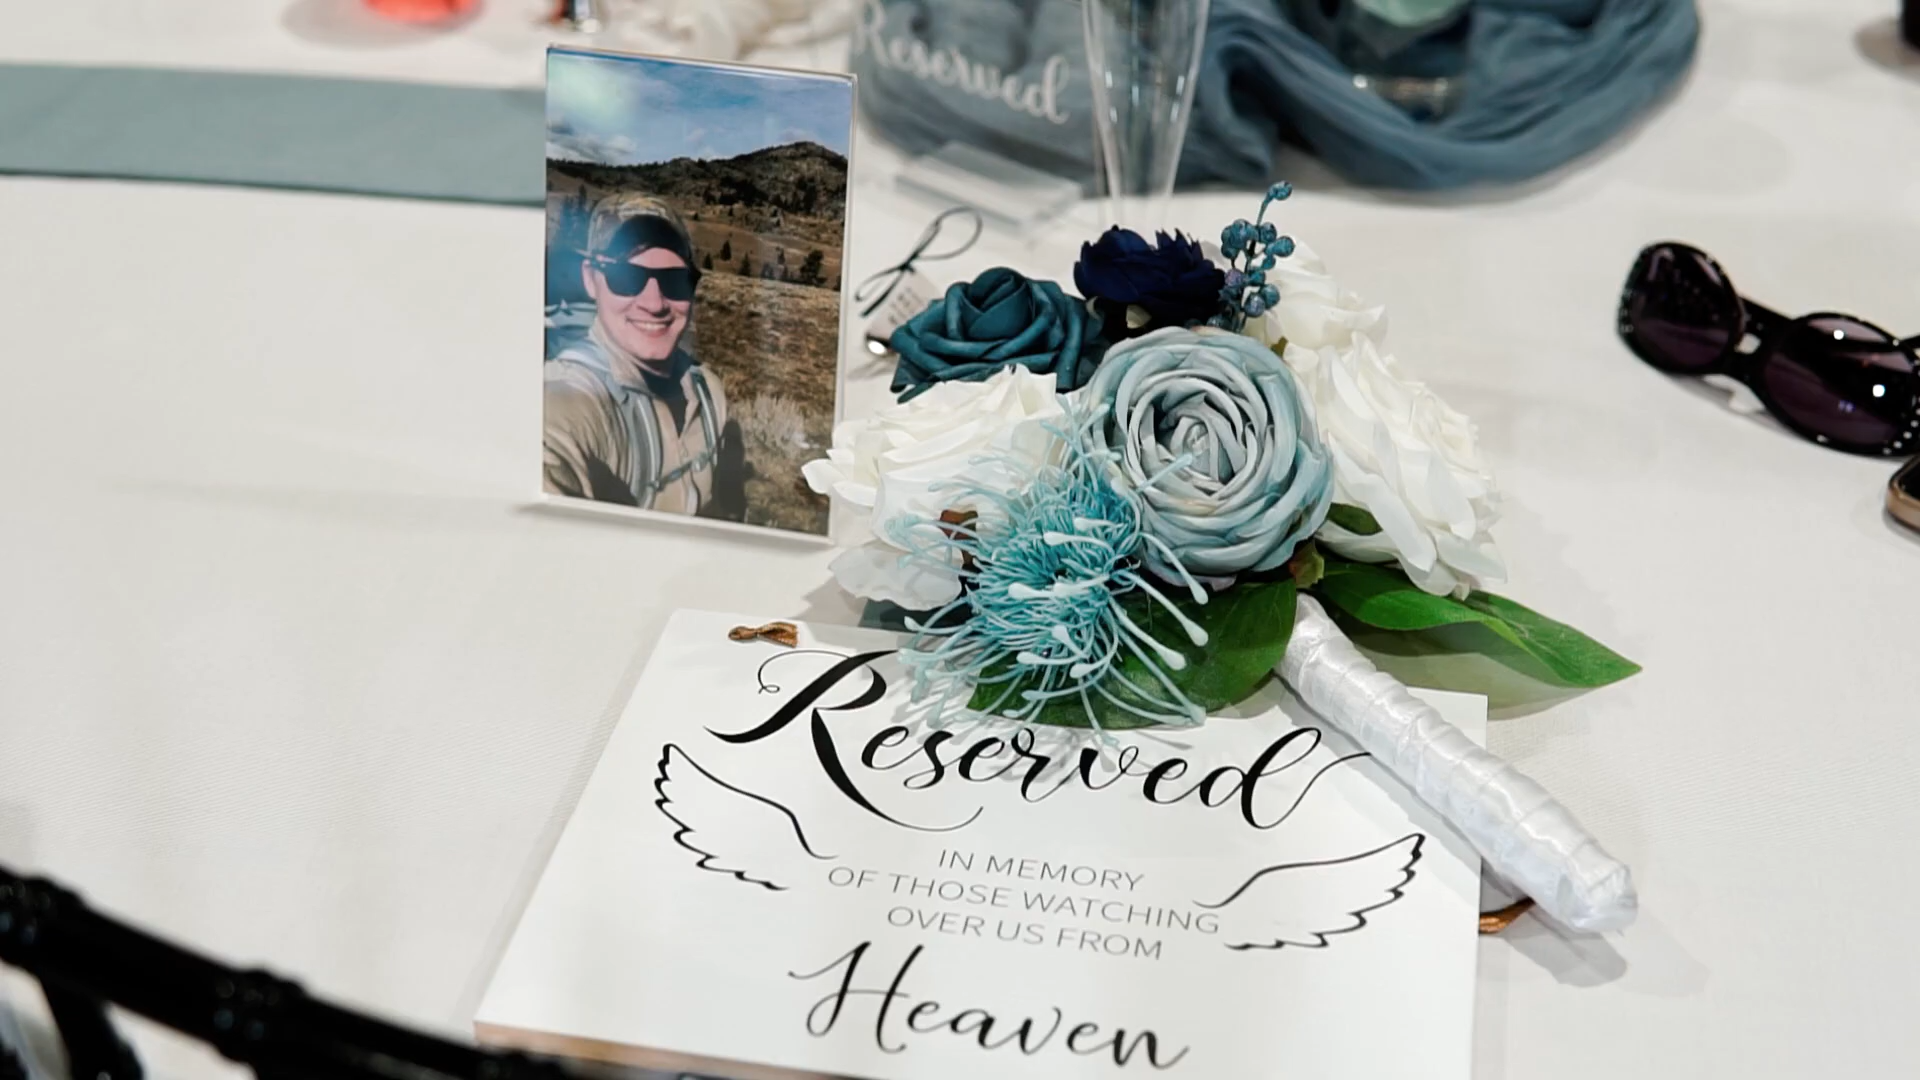 Reserved
Reserved
IN MEMORY
OF THOSE WATCHING
OVER US FROM
Heaven